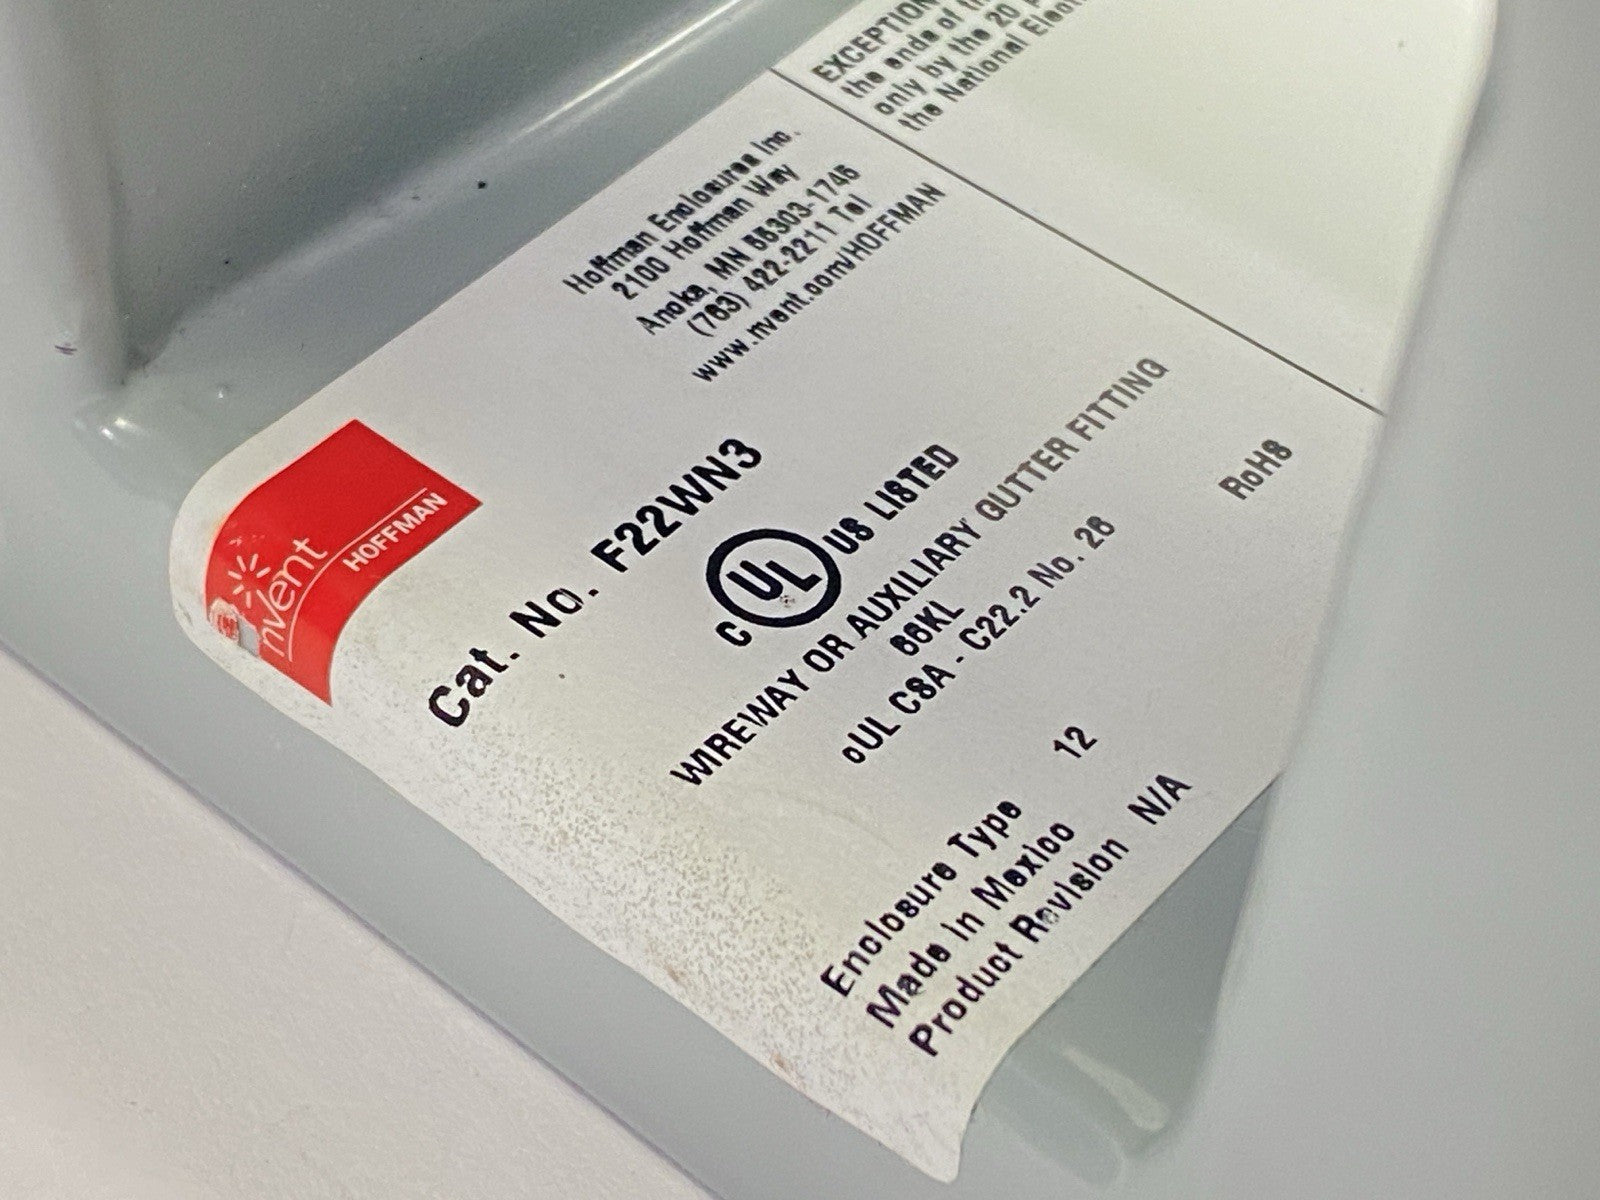 EXCEPTION
the ends of
only by the 20
the National
Hoffman Enclosures Inc.
2100 Hoffman Way
Anoka, MN 55303-1745
(763) 422-2211 Tel
www.nvent.com/HOFFMAN
nVent
HOFFMAN
Cat. No. F22WN3
C UL US LISTED
WIREWAY OR AUXILIARY GUTTER FITTING
66KL
cUL CSA - C22.2 No. 26
RoHS
Enclosure Type 12
Made in Mexico
Product Revision N/A